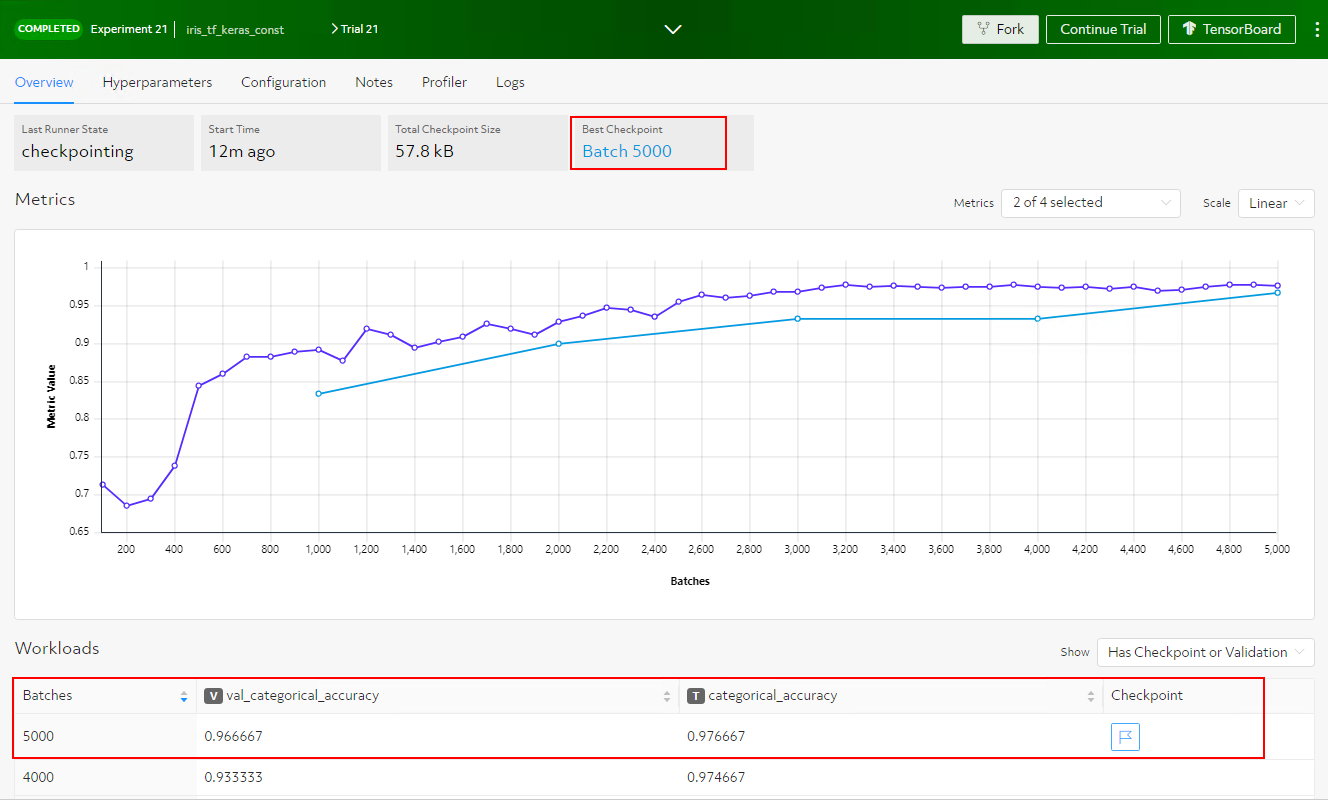 COMPLETED Experiment 21 iris_tf_keras_const Trial 21 Fork Continue Trial TensorBoard
Overview Hyperparameters Configuration Notes Profiler Logs
Last Runner State Start Time Total Checkpoint Size Best Checkpoint
checkpointing 12m ago 57.8 kB Batch 5000
Metrics
Metrics 2 of 4 selected Scale Linear
1
0.95
0.9
0.85
0.8
0.75
0.7
0.65
Metric Value
200 400 600 800 1,000 1,200 1,400 1,600 1,800 2,000 2,200 2,400 2,600 2,800 3,000 3,200 3,400 3,600 3,800 4,000 4,200 4,400 4,600 4,800 5,000
Batches
Workloads
Show Has Checkpoint or Validation
Batches V val_categorical_accuracy T categorical_accuracy Checkpoint
5000 0.966667 0.976667
4000 0.933333 0.974667